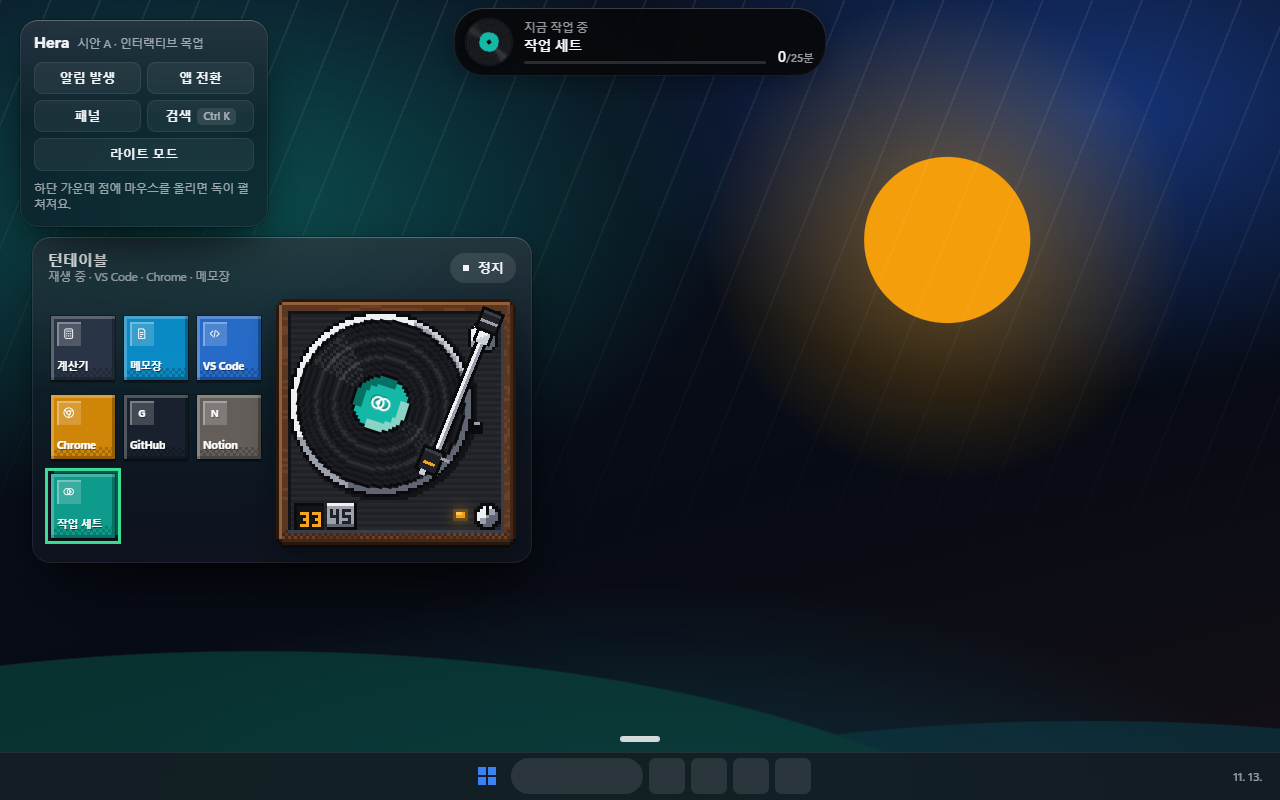 Hera 시안 A · 인터랙티브 목업
알림 발생
앱 전환
패널
검색 Ctrl K
라이트 모드
하단 가운데 점에 마우스를 올리면 독이 펼
쳐져요.
지금 작업 중
작업 세트
0/25분
턴테이블
재생 중 · VS Code · Chrome · 메모장
정지
계산기
메모장
VS Code
Chrome
G
GitHub
N
Notion
작업 세트
33
45
11. 13.